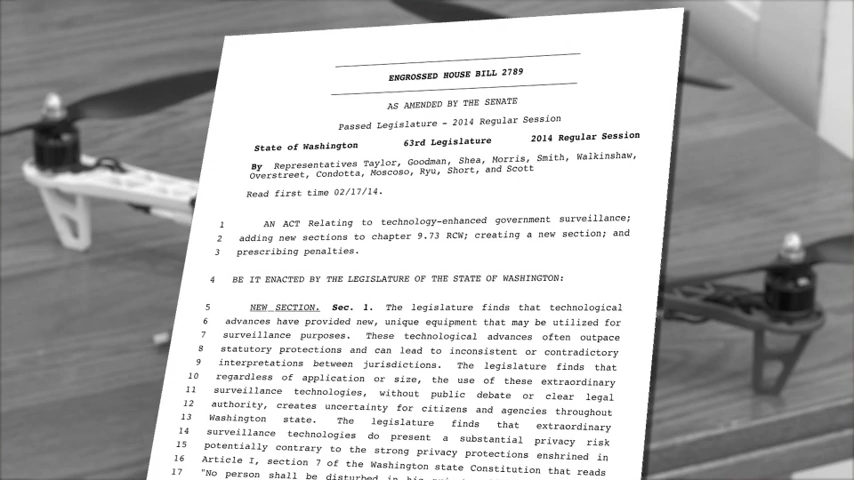 ENGROSSED HOUSE BILL 2789
AS AMENDED BY THE SENATE
Passed Legislature - 2014 Regular Session
State of Washington 63rd Legislature 2014 Regular Session
By Representatives Taylor, Goodman, Shea, Morris, Smith, Walkinshaw,
Overstreet, Condotta, Moscoso, Ryu, Short, and Scott
Read first time 02/17/14.
1 AN ACT Relating to technology-enhanced government surveillance;
2 adding new sections to chapter 9.73 RCW; creating a new section; and
3 prescribing penalties.
4 BE IT ENACTED BY THE LEGISLATURE OF THE STATE OF WASHINGTON:
5 NEW SECTION. Sec. 1. The legislature finds that technological
6 advances have provided new, unique equipment that may be utilized for
7 surveillance purposes. These technological advances often outpace
8 statutory protections and can lead to inconsistent or contradictory
9 interpretations between jurisdictions. The legislature finds that
10 regardless of application or size, the use of these extraordinary
11 surveillance technologies, without public debate or clear legal
12 authority, creates uncertainty for citizens and agencies throughout
13 Washington state. The legislature finds that extraordinary
14 surveillance technologies do present a substantial privacy risk
15 potentially contrary to the strong privacy protections enshrined in
16 Article I, section 7 of the Washington state Constitution that reads
17 "No person shall be disturbed in his